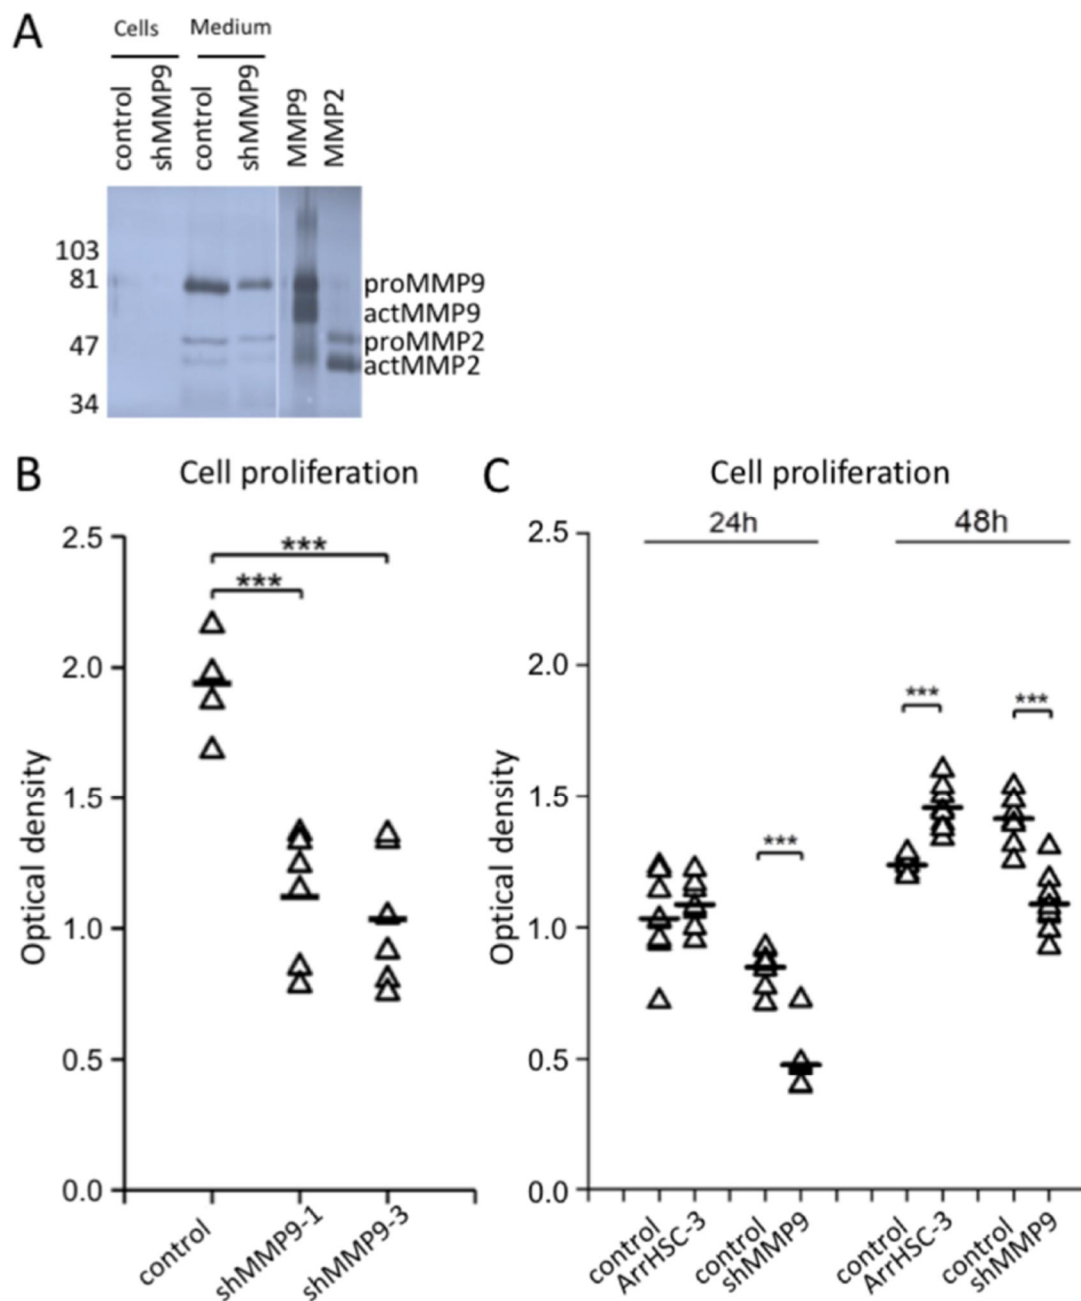 A
Cells Medium
control shMMP9 control shMMP9 MMP9 MMP2
103
81
47
34
proMMP9
actMMP9
proMMP2
actMMP2
B
Cell proliferation
Optical density
2.5
2.0
1.5
1.0
0.5
0.0
***
***
control shMMP9-1 shMMP9-3
C
Cell proliferation
24h 48h
Optical density
2.5
2.0
1.5
1.0
0.5
0.0
*** *** ***
control ArrHSC-3 control shMMP9 control ArrHSC-3 control shMMP9